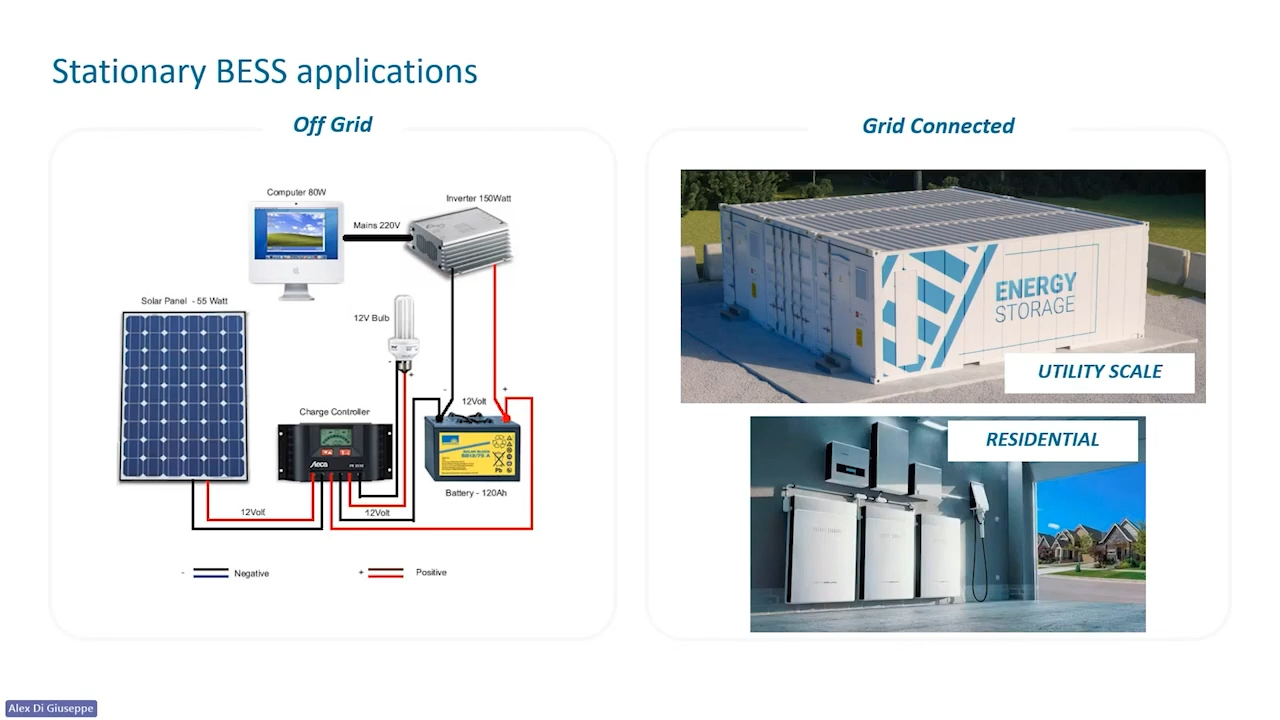 Stationary BESS applications
Off Grid
Computer 80W
Inverter 150Watt
Mains 220V
Solar Panel - 55 Watt
12V Bulb
- +
- 12Volt +
Charge Controller
Steca
Battery - 120Ah
12Volt
12Volt
- Negative
+ Positive
Grid Connected
ENERGY
STORAGE
UTILITY SCALE
RESIDENTIAL
Alex Di Giuseppe